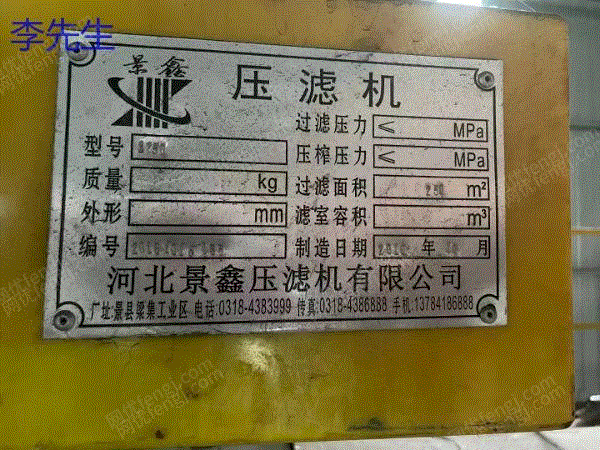 李先生
景鑫
压滤机
过滤压力 ≤ MPa
型号
压榨压力 ≤ MPa
质量 kg
过滤面积 250 m²
外形 mm
滤室容积 m³
编号
制造日期 年 月
河北景鑫压滤机有限公司
厂址:景县梁集工业区 电话:0318-4383999 传真:0318-4386888 手机:13784186888